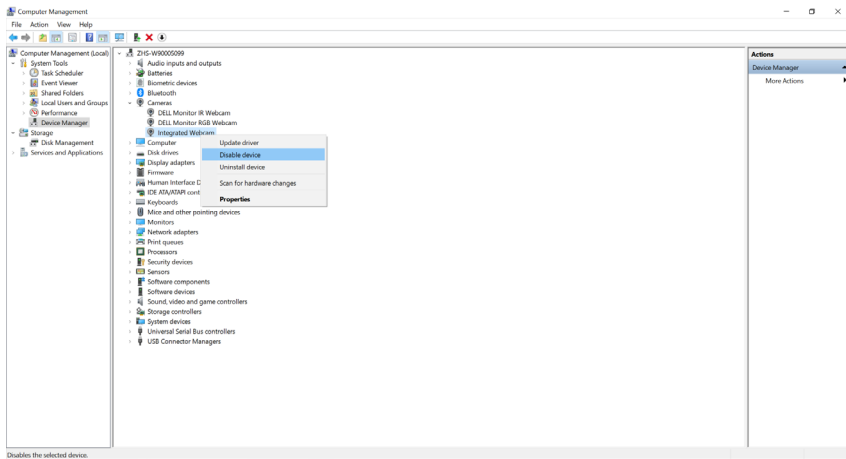 Computer Management
File Action View Help
Computer Management (Local)
System Tools
Task Scheduler
Event Viewer
Shared Folders
Local Users and Groups
Performance
Device Manager
Storage
Disk Management
Services and Applications
ZHS-W90005099
Audio inputs and outputs
Batteries
Biometric devices
Bluetooth
Cameras
DELL Monitor IR Webcam
DELL Monitor RGB Webcam
Integrated Webcam
Computer
Disk drives
Display adapters
Firmware
Human Interface D
IDE ATA/ATAPI cont
Keyboards
Mice and other pointing devices
Monitors
Network adapters
Print queues
Processors
Security devices
Sensors
Software components
Software devices
Sound, video and game controllers
Storage controllers
System devices
Universal Serial Bus controllers
USB Connector Managers
Update driver
Disable device
Uninstall device
Scan for hardware changes
Properties
Actions
Device Manager
More Actions
Disables the selected device.